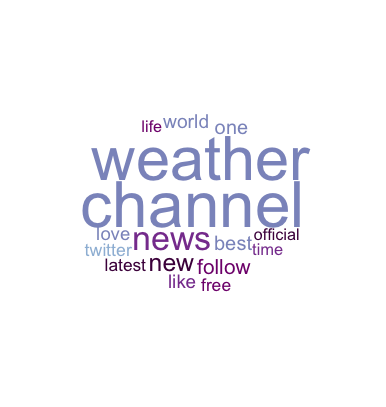 life world one
weather
channel
love news best official
twitter time
latest new follow
like free